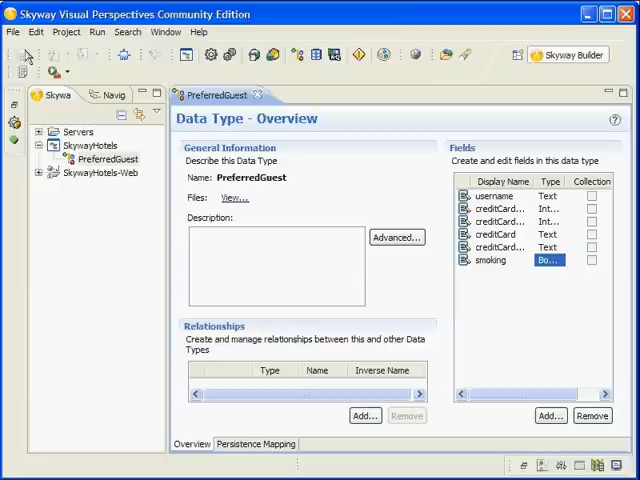 Skyway Visual Perspectives Community Edition
File Edit Project Run Search Window Help
Skyway Builder
Skywa Navig
PreferredGuest
Servers
SkywayHotels
PreferredGuest
SkywayHotels-Web
Data Type - Overview
General Information
Describe this Data Type
Name: PreferredGuest
Files: View...
Description:
Advanced...
Relationships
Create and manage relationships between this and other Data
Types
Type Name Inverse Name
Add... Remove
Fields
Create and edit fields in this data type
Display Name Type Collection
username Text
creditCard... Int...
creditCard... Int...
creditCard Text
creditCard... Text
smoking Bo...
Add... Remove
Overview Persistence Mapping